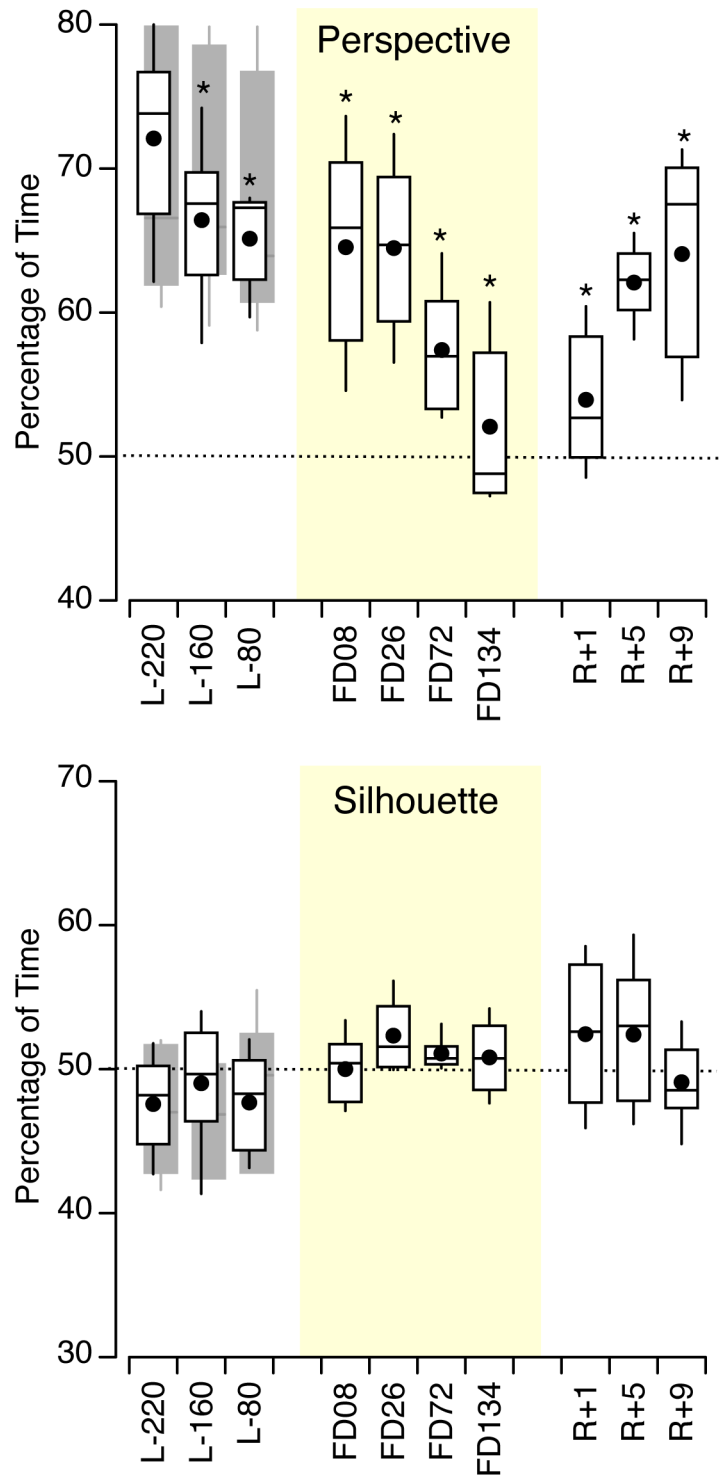 Perspective
Percentage of Time
80
70
60
50
40
*
*
*
*
*
*
*
*
*
L-220
L-160
L-80
FD08
FD26
FD72
FD134
R+1
R+5
R+9
Silhouette
Percentage of Time
70
60
50
40
30
L-220
L-160
L-80
FD08
FD26
FD72
FD134
R+1
R+5
R+9